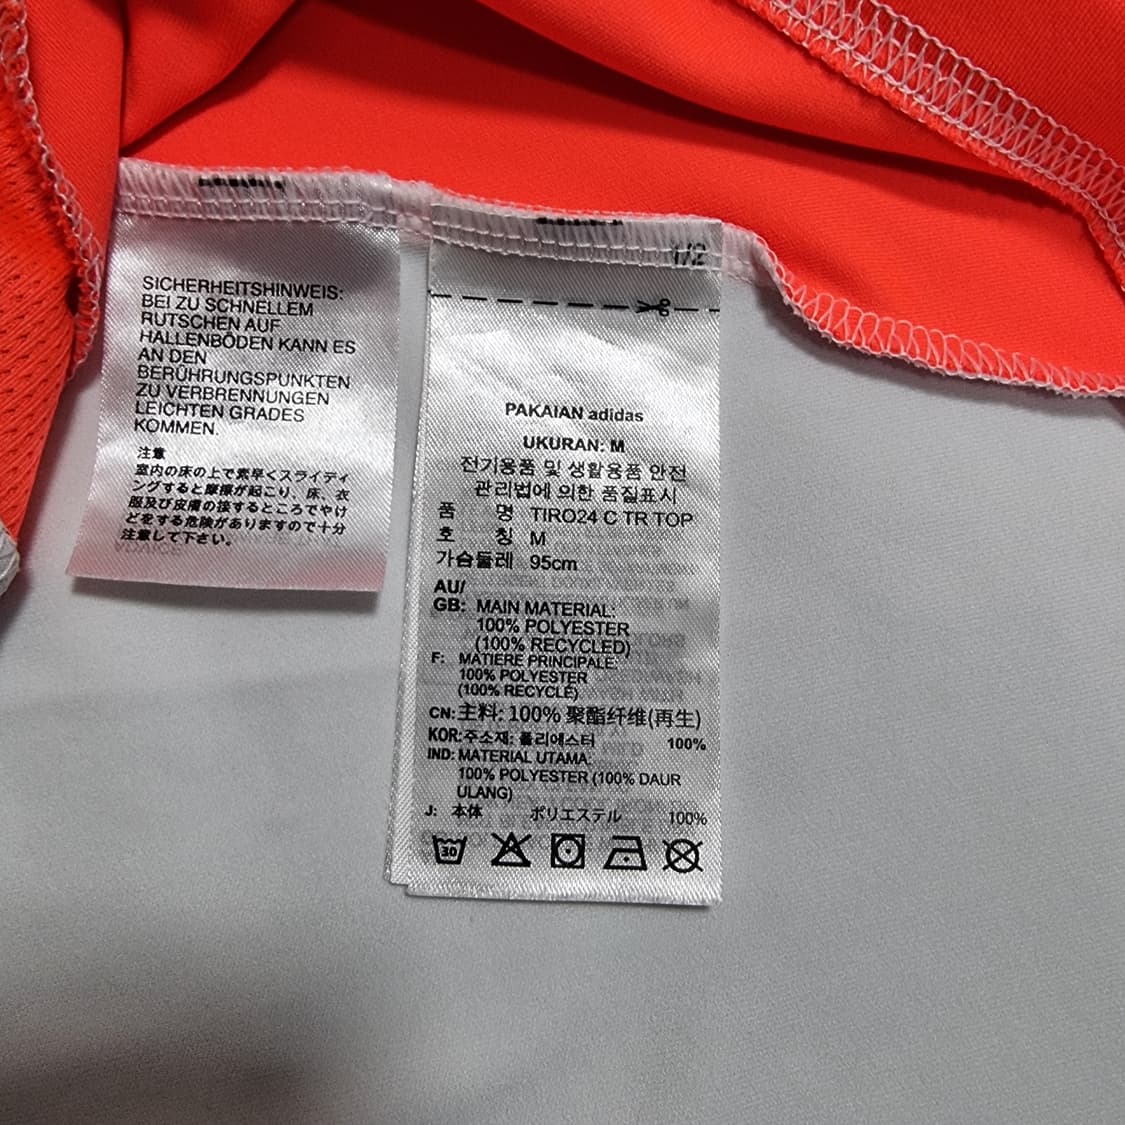 SICHERHEITSHINWEIS:
BEI ZU SCHNELLEM
RUTSCHEN AUF
HALLENBÖDEN KANN ES
AN DEN
BERÜHRUNGSPUNKTEN
ZU VERBRENNUNGEN
LEICHTEN GRADES
KOMMEN.
注意
室内の床の上で素早くスライディ
ングすると摩擦が起こり、床、衣
服及び皮膚の接するところでやけ
どをする危険がありますので十分
注意して下さい。
1/2
PAKAIAN adidas
UKURAN: M
전기용품 및 생활용품 안전
관리법에 의한 품질표시
품 명 TIRO24 C TR TOP
호 칭 M
가슴둘레 95cm
AU/
GB: MAIN MATERIAL:
100% POLYESTER
(100% RECYCLED)
F: MATIERE PRINCIPALE:
100% POLYESTER
(100% RECYCLÉ)
CN: 主料: 100% 聚酯纤维(再生)
KOR: 주소재: 폴리에스터 100%
IND: MATERIAL UTAMA:
100% POLYESTER (100% DAUR
ULANG)
J: 本体 ポリエステル 100%
30